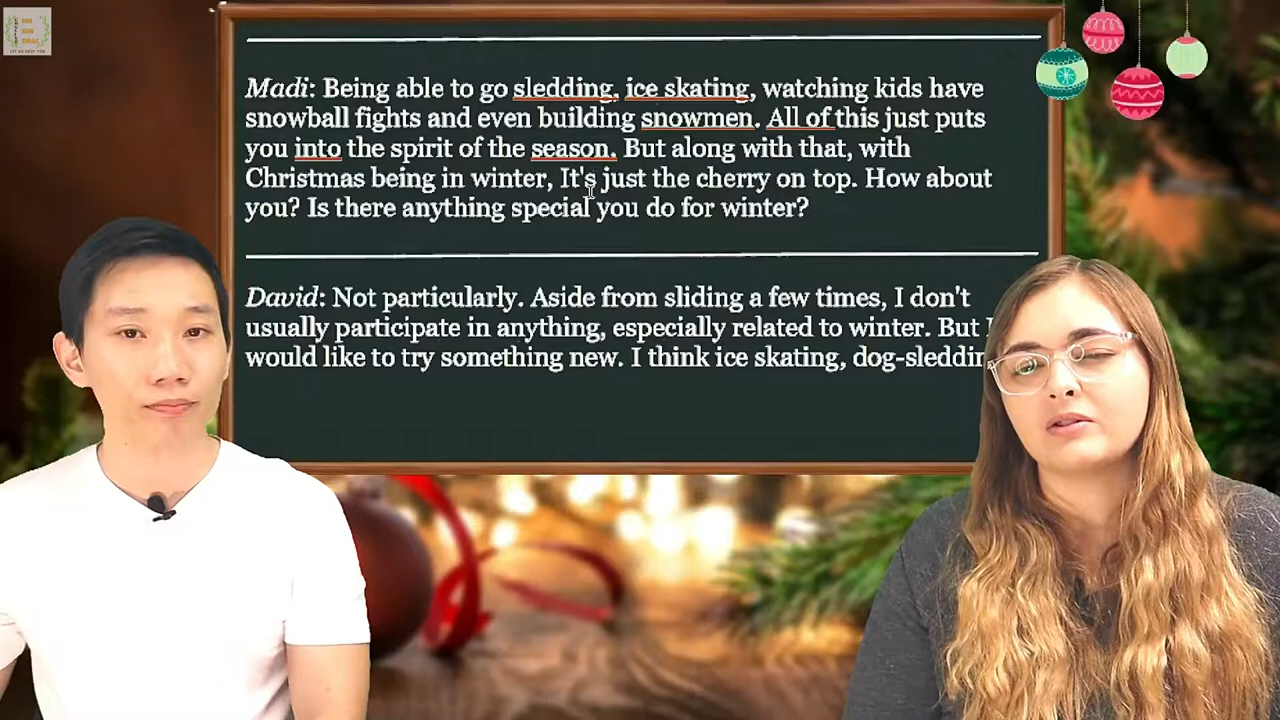 Madi: Being able to go sledding, ice skating, watching kids have
snowball fights and even building snowmen. All of this just puts
you into the spirit of the season. But along with that, with
Christmas being in winter, It's just the cherry on top. How about
you? Is there anything special you do for winter?
David: Not particularly. Aside from sliding a few times, I don't
usually participate in anything, especially related to winter. But I
would like to try something new. I think ice skating,